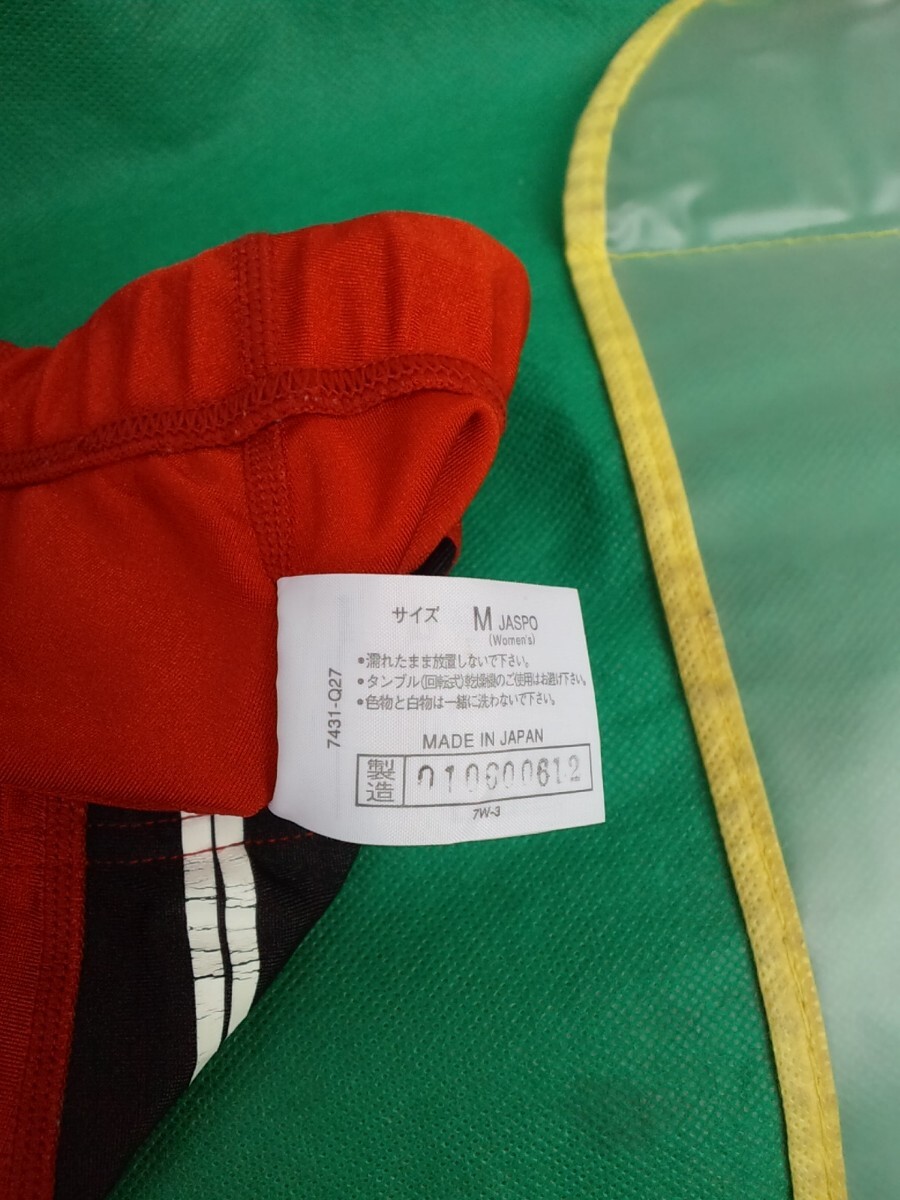 サイズ M JASPO
(Women's)
•濡れたまま放置しないで下さい。
•タンブル(回転式)乾燥機のご使用はお避け下さい。
•色物と白物は一緒に洗わないで下さい。
7431-Q27
MADE IN JAPAN
製造 010600612
7W-3